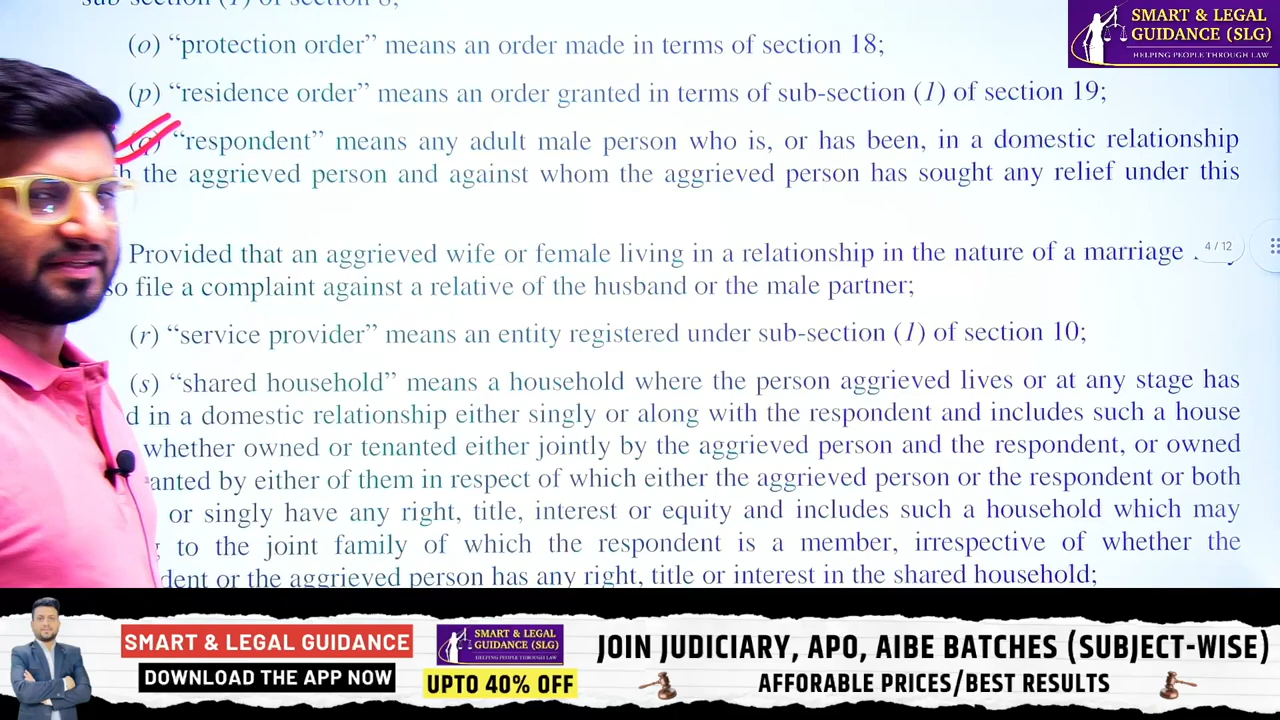 sub-section (1) of section 8;
(o) “protection order” means an order made in terms of section 18;
(p) “residence order” means an order granted in terms of sub-section (1) of section 19;
(q) “respondent” means any adult male person who is, or has been, in a domestic relationship
the aggrieved person and against whom the aggrieved person has sought any relief under this
Provided that an aggrieved wife or female living in a relationship in the nature of a marriage
file a complaint against a relative of the husband or the male partner;
(r) “service provider” means an entity registered under sub-section (1) of section 10;
(s) “shared household” means a household where the person aggrieved lives or at any stage has
in a domestic relationship either singly or along with the respondent and includes such a house
whether owned or tenanted either jointly by the aggrieved person and the respondent, or owned
by either of them in respect of which either the aggrieved person or the respondent or both
or singly have any right, title, interest or equity and includes such a household which may
to the joint family of which the respondent is a member, irrespective of whether the
or the aggrieved person has any right, title or interest in the shared household;
4 / 12
SMART & LEGAL
GUIDANCE (SLG)
HELPING PEOPLE THROUGH LAW
SMART & LEGAL GUIDANCE
DOWNLOAD THE APP NOW
SMART & LEGAL
GUIDANCE (SLG)
HELPING PEOPLE THROUGH LAW
UPTO 40% OFF
JOIN JUDICIARY, APO, AIBE BATCHES (SUBJECT-WISE)
AFFORABLE PRICES/BEST RESULTS